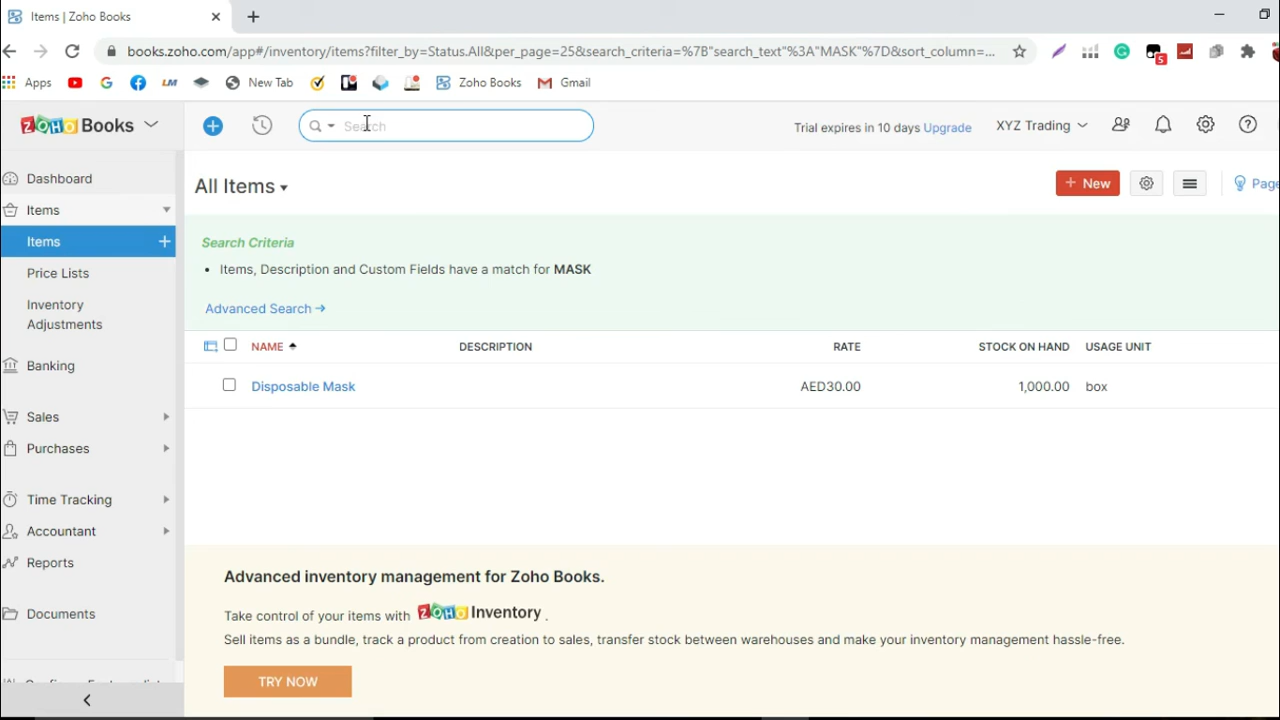 Items | Zoho Books
books.zoho.com/app#/inventory/items?filter_by=Status.All&per_page=25&search_criteria=%7B"search_text"%3A"MASK"%7D&sort_column=...
5
Apps
LM
New Tab
Zoho Books
Gmail
ZOHO Books
Search
Trial expires in 10 days Upgrade
XYZ Trading
Dashboard
Items
Items
Price Lists
Inventory
Adjustments
Banking
Sales
Purchases
Time Tracking
Accountant
Reports
Documents
All Items
+ New
Page
Search Criteria
• Items, Description and Custom Fields have a match for MASK
Advanced Search →
NAME DESCRIPTION RATE STOCK ON HAND USAGE UNIT
Disposable Mask AED30.00 1,000.00 box
Advanced inventory management for Zoho Books.
Take control of your items with ZOHO Inventory .
Sell items as a bundle, track a product from creation to sales, transfer stock between warehouses and make your inventory management hassle-free.
TRY NOW